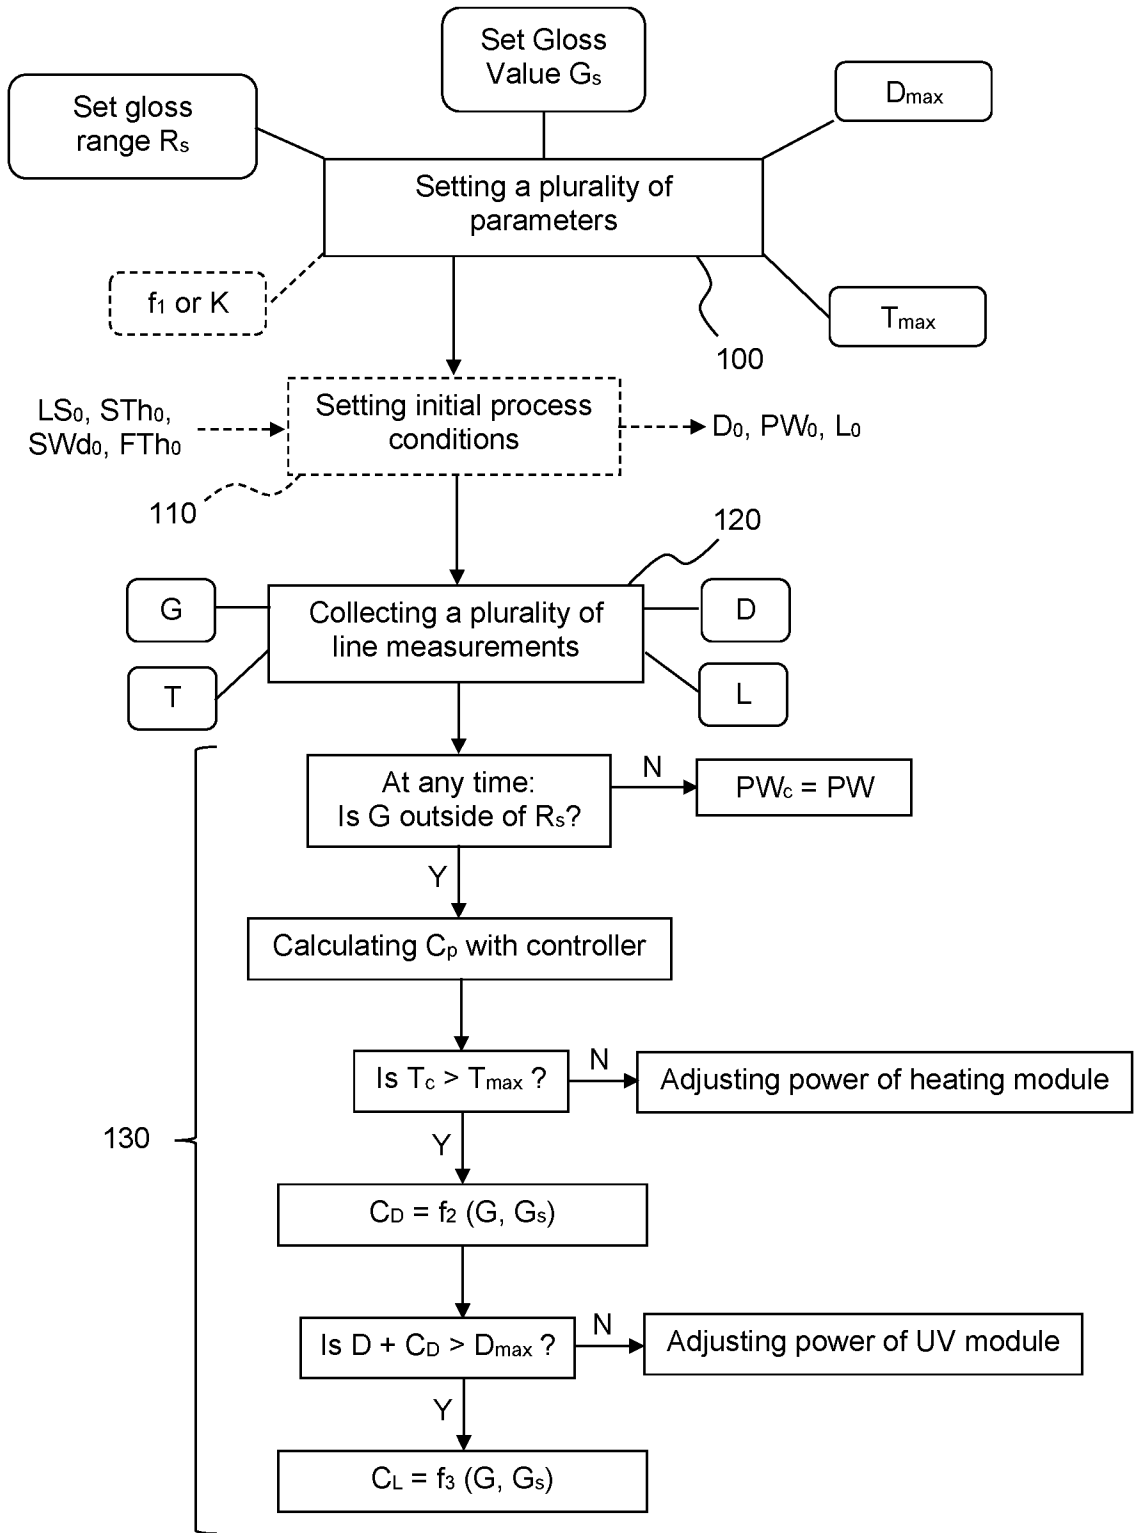 Set Gloss
Value Gs
Set gloss
range Rs
Dmax
Setting a plurality of
parameters
f1 or K
Tmax
100
LS0, STh0,
SWd0, FTh0
Setting initial process
conditions
D0, PW0, L0
110
120
G
Collecting a plurality of
line measurements
D
T
L
At any time:
Is G outside of Rs?
N
PWc = PW
Y
Calculating Cp with controller
Is Tc > Tmax ?
N
Adjusting power of heating module
130
Y
CD = f2 (G, Gs)
Is D + CD > Dmax ?
N
Adjusting power of UV module
Y
CL = f3 (G, Gs)